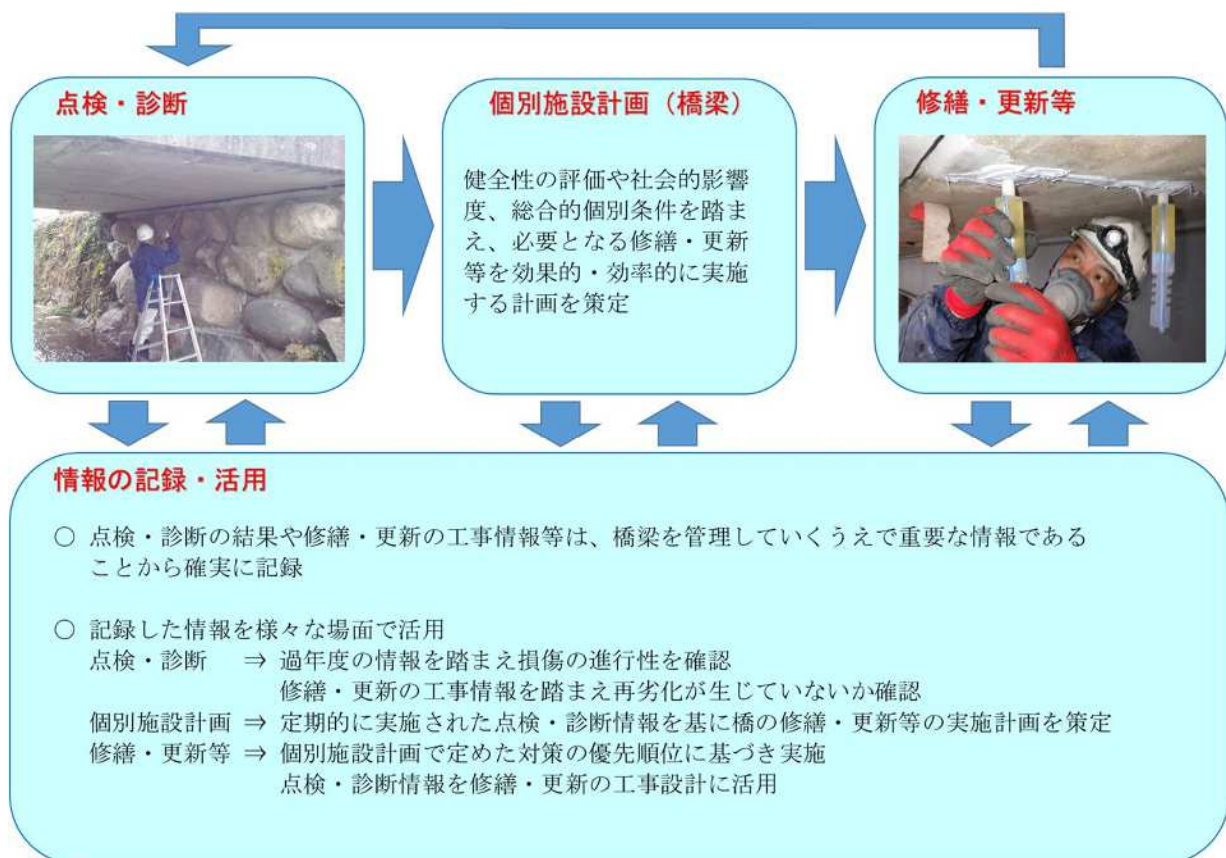 点検・診断
個別施設計画（橋梁）
健全性の評価や社会的影響
度、総合的個別条件を踏ま
え、必要となる修繕・更新
等を効果的・効率的に実施
する計画を策定
修繕・更新等
情報の記録・活用
○ 点検・診断の結果や修繕・更新の工事情報等は、橋梁を管理していくうえで重要な情報である
ことから確実に記録
○ 記録した情報を様々な場面で活用
点検・診断 ⇒ 過年度の情報を踏まえ損傷の進行性を確認
修繕・更新の工事情報を踏まえ再劣化が生じていないか確認
個別施設計画 ⇒ 定期的に実施された点検・診断情報を基に橋の修繕・更新等の実施計画を策定
修繕・更新等 ⇒ 個別施設計画で定めた対策の優先順位に基づき実施
点検・診断情報を修繕・更新の工事設計に活用